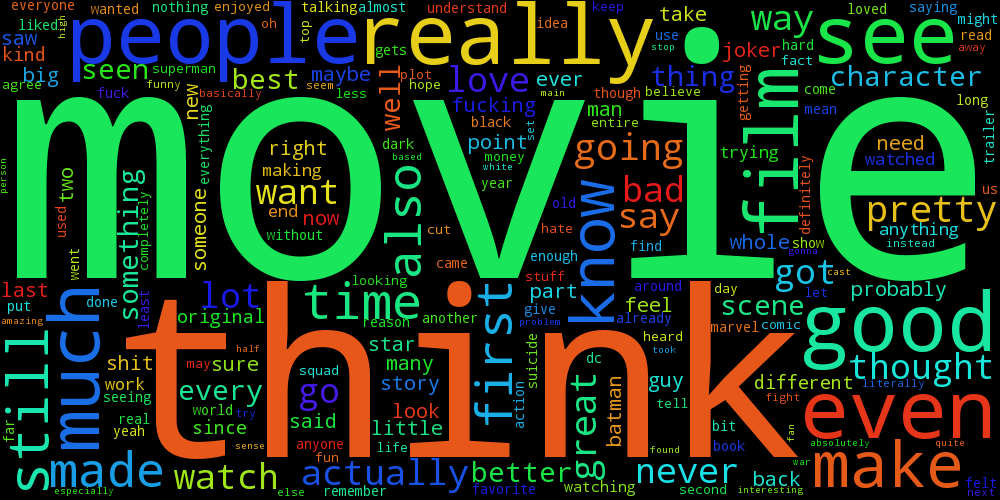 everyone
wanted
nothing
enjoyed
talking
almost
understand
idea
keep
take
way
loved
saying
might
liked
people
oh
top
really
see
read
away
high
saw
kind
big
seen
superman
gets
use
stop
joker
hard
fact
agree
funny
best
maybe
seem
less
well
plot
hope
love
ever
main
thing
though
believe
getting
film
come
character
fuck
basically
new
everything
fucking
black
set
man
entire
mean
long
trailer
movie
right
making
want
end
now
without
dark
based
point
money
white
year
going
trying
need
watched
us
person
two
used
went
something
completely
someone
also
cut
came
old
hate
enough
know
bad
say
find
definitely
pretty
anything
instead
whole
show
gonna
last
put
amazing
done
least
lot
original
looking
time
reason
another
stuff
part
give
problem
first
around
feel
already
day
scene
got
let
cast
probably
still
much
shit
work
seeing
real
yeah
far
think
may
sure
half
every
world
try
since
sense
squad
go
said
anyone
fun
star
many
story
look
little
life
action
suicide
dc
great
batman
heard
took
guy
tell
marvel
comic
bit
book
different
fight
fan
good
thought
literally
even
absolutely
quite
made
especially
watch
else
remember
actually
favorite
better
watching
found
never
second
interesting
war
back
make
felt
next